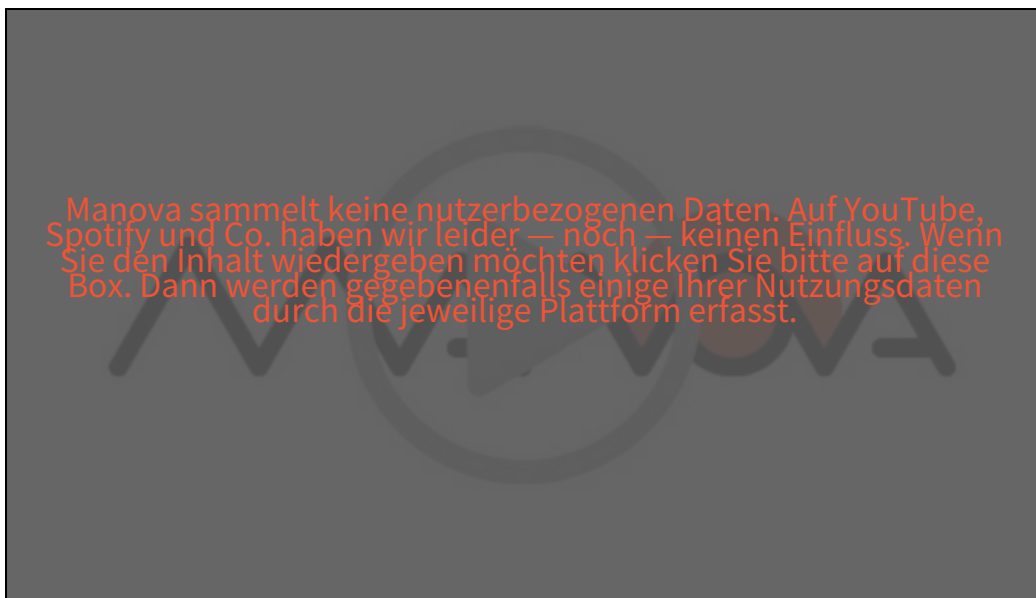 Manova sammelt keine nutzerbezogenen Daten. Auf YouTube,
Spotify und Co. haben wir leider — noch — keinen Einfluss. Wenn
Sie den Inhalt wiedergeben möchten klicken Sie bitte auf diese
Box. Dann werden gegebenenfalls einige Ihrer Nutzungsdaten
durch die jeweilige Plattform erfasst.
MANOVA